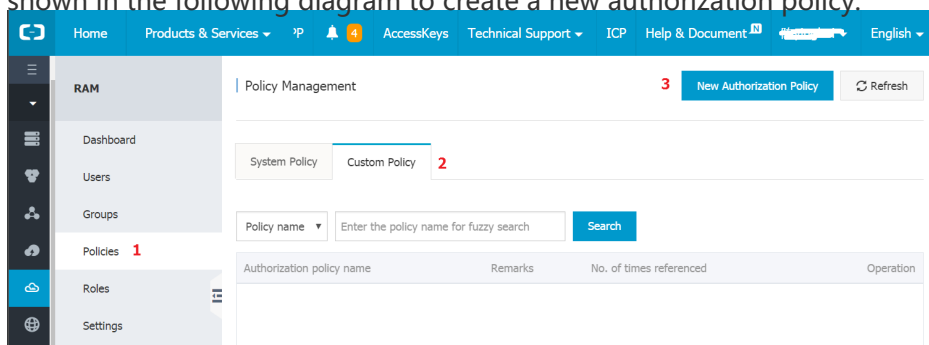 shown in the following diagram to create a new authorization policy.
Home Products & Services 'P 4 AccessKeys Technical Support ICP Help & Document N English
RAM
Policy Management 3 New Authorization Policy Refresh
Dashboard
System Policy Custom Policy 2
Users
Groups
Policy name Enter the policy name for fuzzy search Search
Policies 1
Authorization policy name Remarks No. of times referenced Operation
Roles
Settings